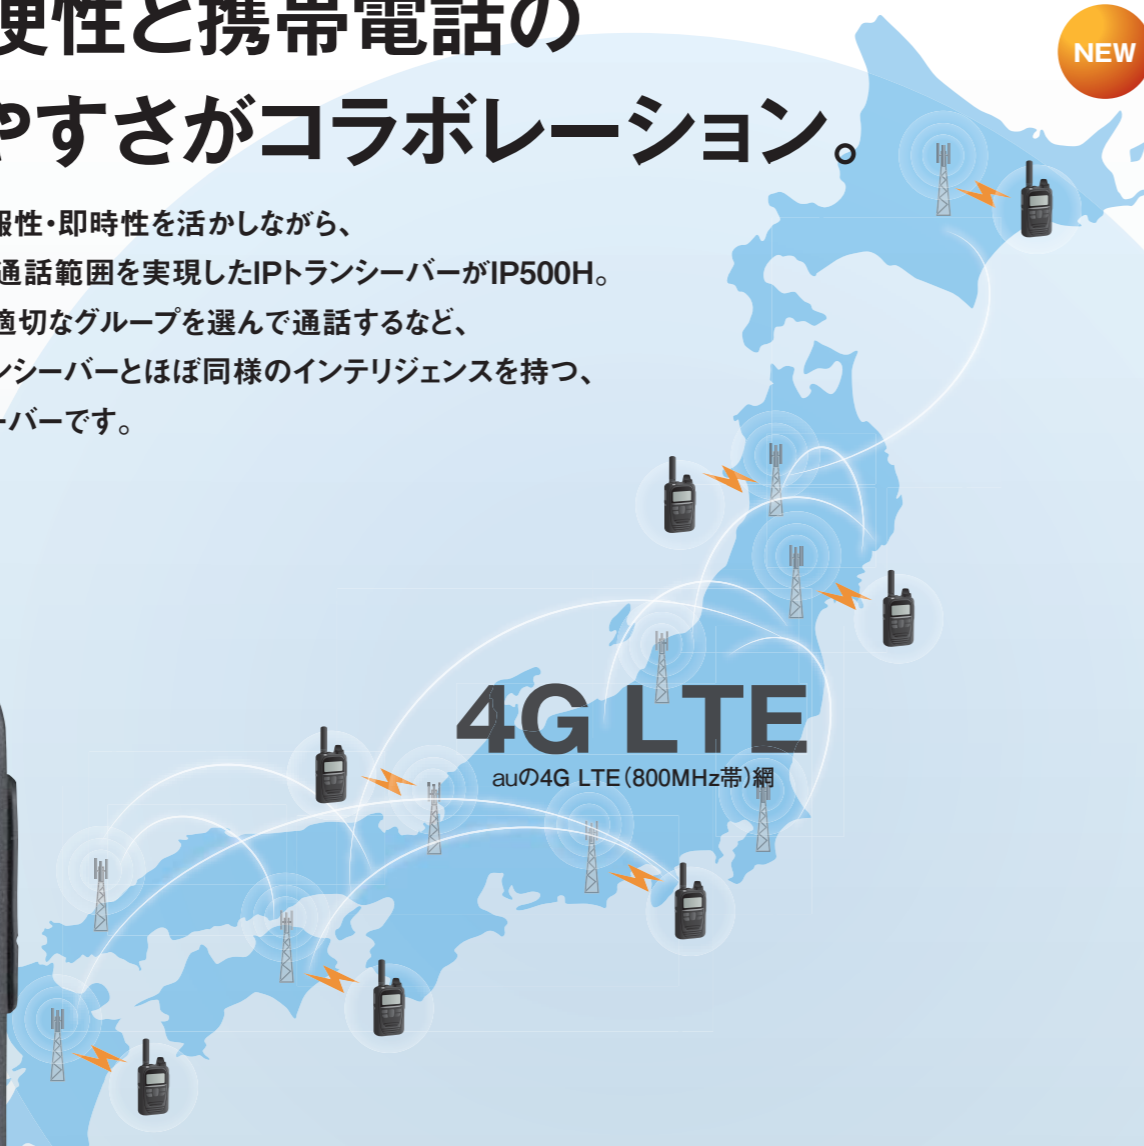 便性と携帯電話の
NEW
やすさがコラボレーション。
報性・即時性を活かしながら、
通話範囲を実現したIPトランシーバーがIP500H。
適切なグループを選んで通話するなど、
ンシーバーとほぼ同様のインテリジェンスを持つ、
ーバーです。
4G LTE
auの4G LTE（800MHz帯）網